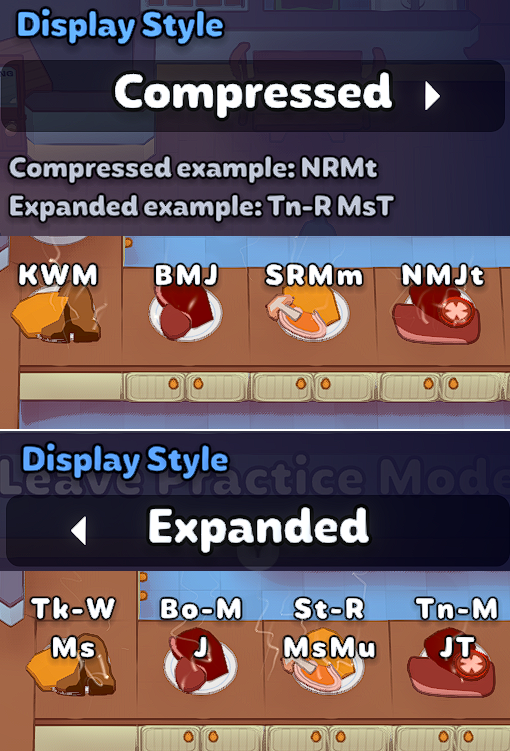 Display Style
Compressed
Compressed example: NRMt
Expanded example: Tn-R MsT
KWM BMJ SRMm NMJt
Display Style
Leave Practice Mode
Expanded
Tk-W Bo-M St-R Tn-M
Ms J MsMu JT